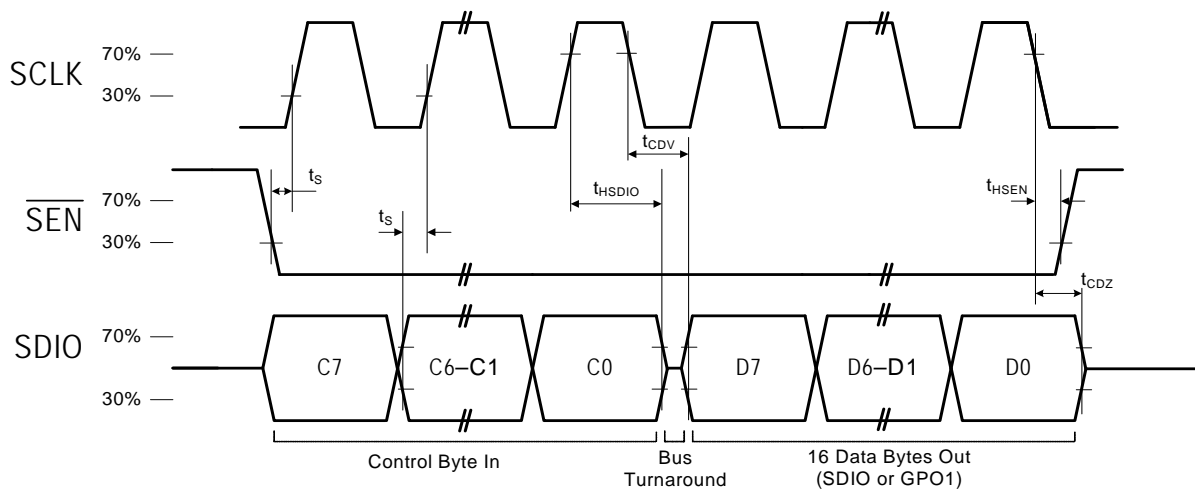 SCLK
70%
30%
tCDV
tS
tHSDIO
tHSEN
SEN
70%
30%
tS
tCDZ
SDIO
70%
30%
C7
C6–C1
C0
D7
D6–D1
D0
Control Byte In
Bus
Turnaround
16 Data Bytes Out
(SDIO or GPO1)